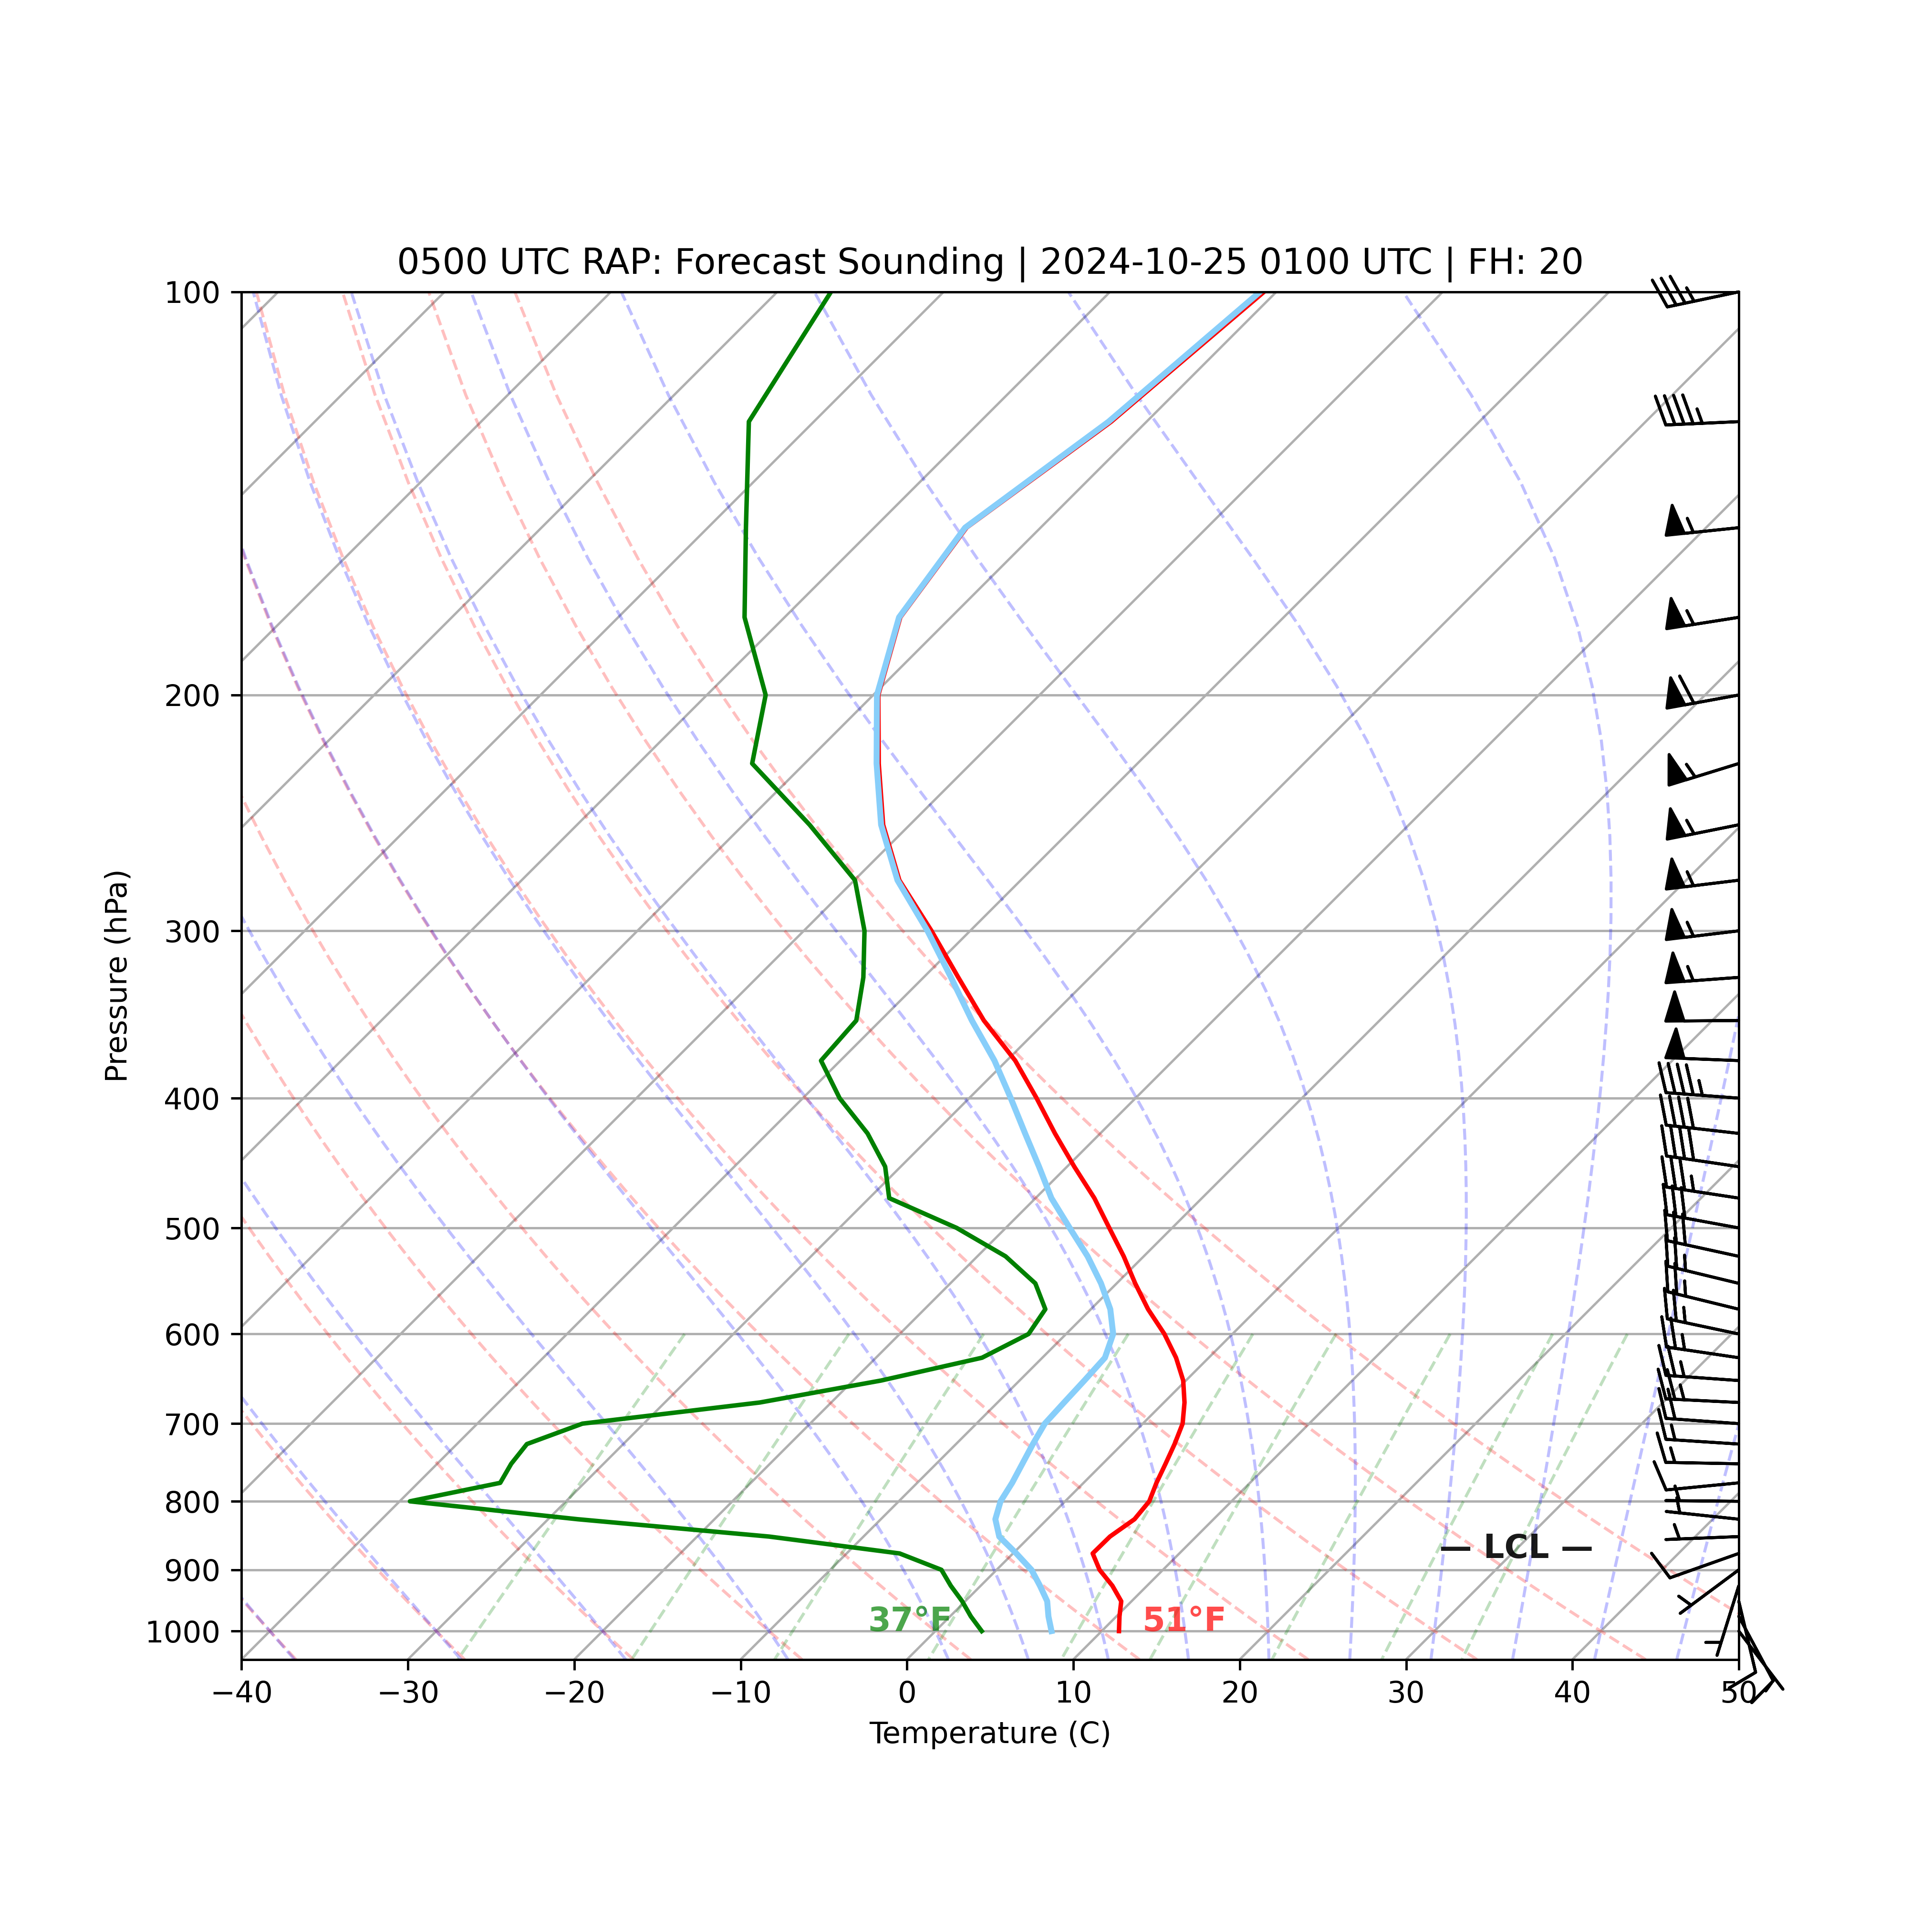 0500 UTC RAP: Forecast Sounding | 2024-10-25 0100 UTC | FH: 20
100
200
300
400
500
600
700
800
900
1000
Pressure (hPa)
— LCL —
37°F
51°F
−40 −30 −20 −10 0 10 20 30 40 50
Temperature (C)